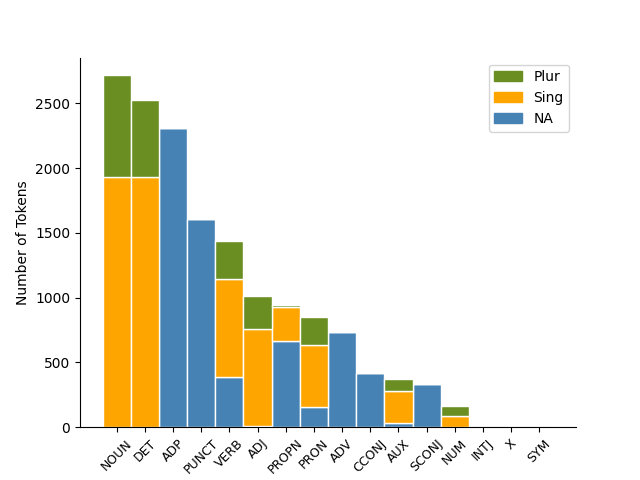 Plur
Sing
NA
Number of Tokens
2500
2000
1500
1000
500
0
NOUN
DET
ADP
PUNCT
VERB
ADJ
PROPN
PRON
ADV
CCONJ
AUX
SCONJ
NUM
INTJ
X
SYM